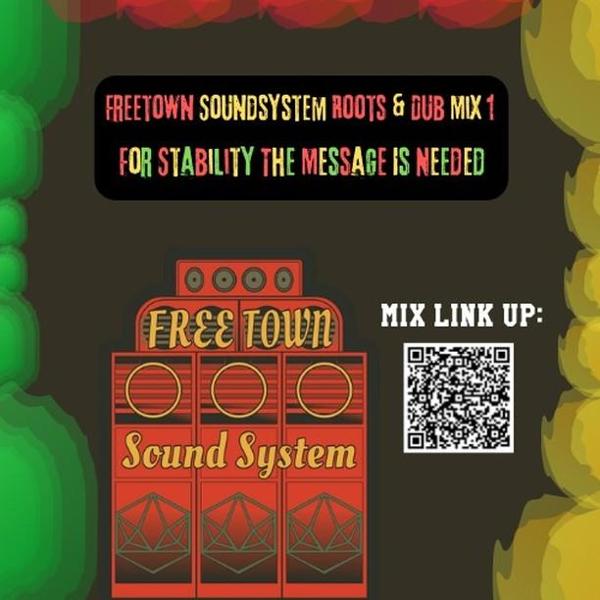 FREETOWN SOUNDSYSTEM ROOTS & DUB MIX 1
FOR STABILITY THE MESSAGE IS NEEDED
FREE TOWN
MIX LINK UP:
Sound System